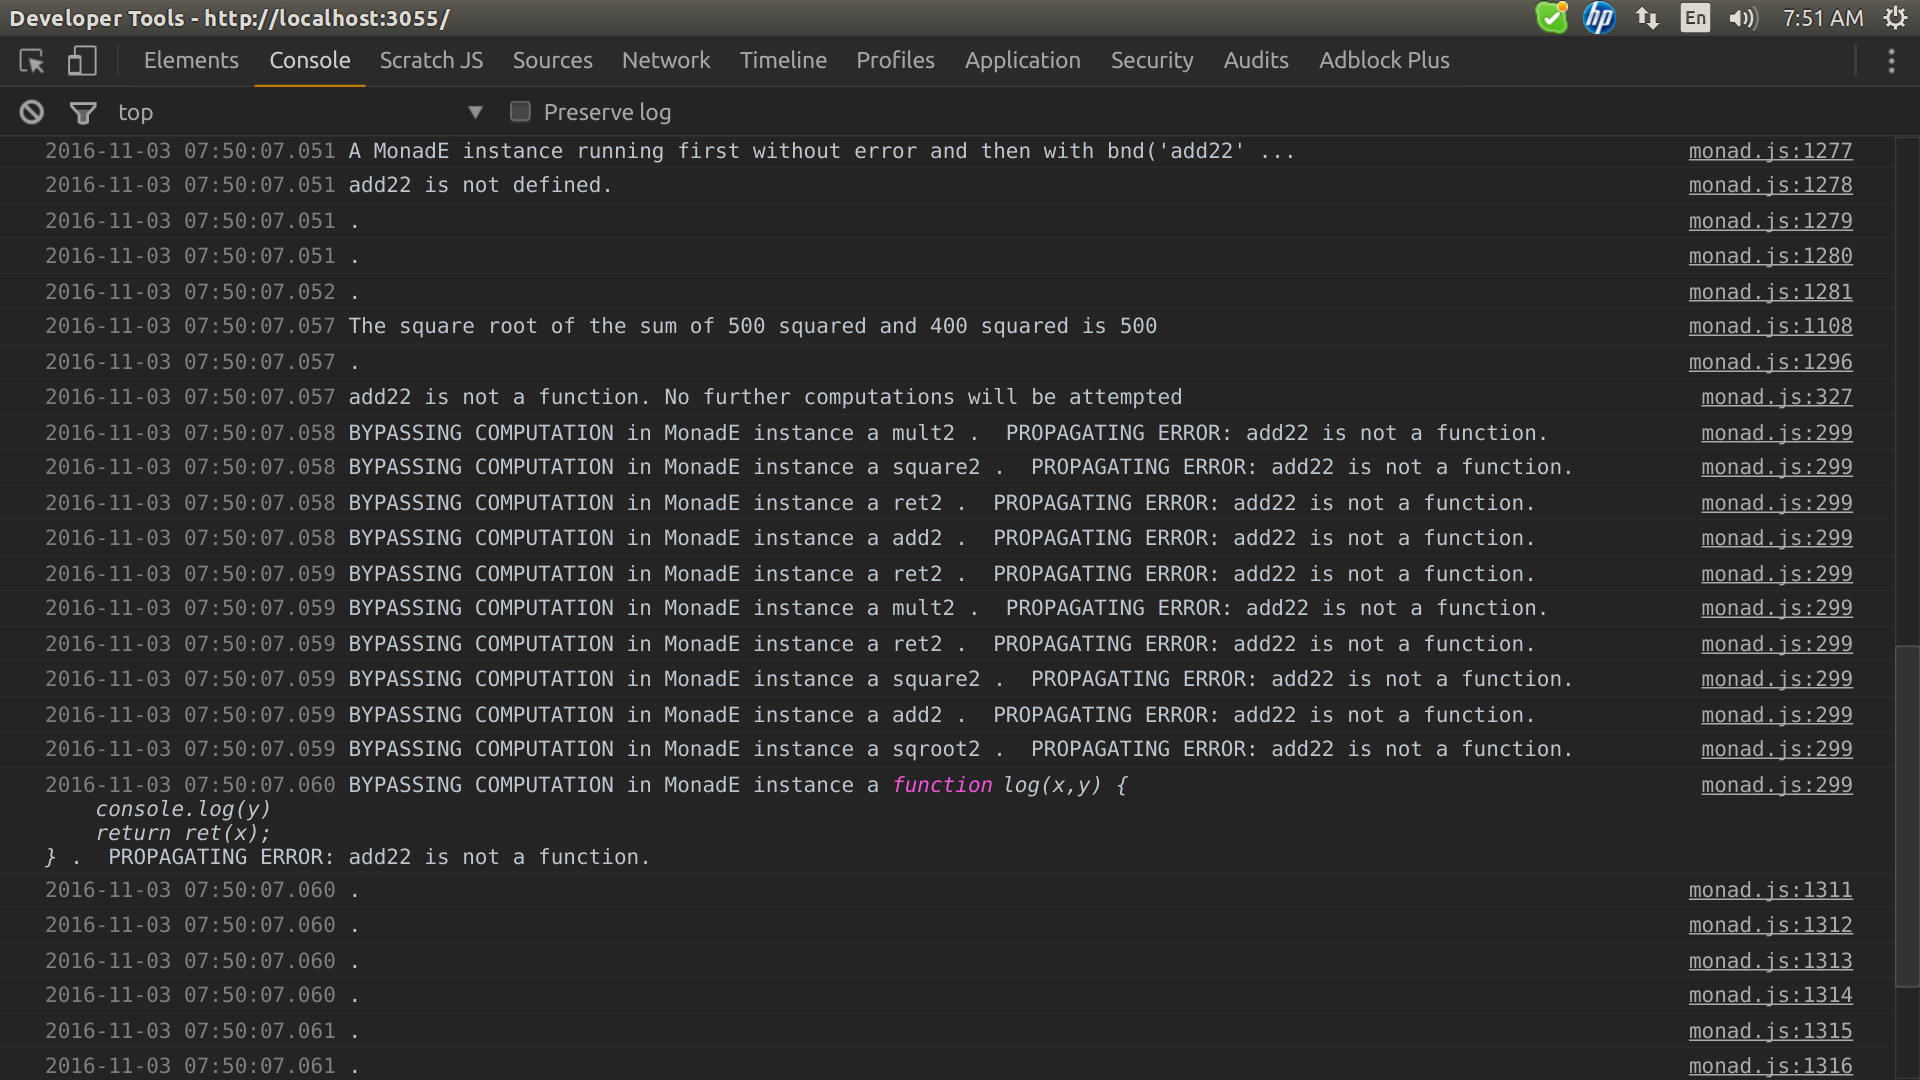 Developer Tools - http://localhost:3055/
hp
En
7:51 AM
Elements Console Scratch JS Sources Network Timeline Profiles Application Security Audits Adblock Plus
top ▼ Preserve log
2016-11-03 07:50:07.051 A MonadE instance running first without error and then with bnd('add22' ... monad.js:1277
2016-11-03 07:50:07.051 add22 is not defined. monad.js:1278
2016-11-03 07:50:07.051 . monad.js:1279
2016-11-03 07:50:07.051 . monad.js:1280
2016-11-03 07:50:07.052 . monad.js:1281
2016-11-03 07:50:07.057 The square root of the sum of 500 squared and 400 squared is 500 monad.js:1108
2016-11-03 07:50:07.057 . monad.js:1296
2016-11-03 07:50:07.057 add22 is not a function. No further computations will be attempted monad.js:327
2016-11-03 07:50:07.058 BYPASSING COMPUTATION in MonadE instance a mult2 .  PROPAGATING ERROR: add22 is not a function. monad.js:299
2016-11-03 07:50:07.058 BYPASSING COMPUTATION in MonadE instance a square2 .  PROPAGATING ERROR: add22 is not a function. monad.js:299
2016-11-03 07:50:07.058 BYPASSING COMPUTATION in MonadE instance a ret2 .  PROPAGATING ERROR: add22 is not a function. monad.js:299
2016-11-03 07:50:07.058 BYPASSING COMPUTATION in MonadE instance a add2 .  PROPAGATING ERROR: add22 is not a function. monad.js:299
2016-11-03 07:50:07.059 BYPASSING COMPUTATION in MonadE instance a ret2 .  PROPAGATING ERROR: add22 is not a function. monad.js:299
2016-11-03 07:50:07.059 BYPASSING COMPUTATION in MonadE instance a mult2 .  PROPAGATING ERROR: add22 is not a function. monad.js:299
2016-11-03 07:50:07.059 BYPASSING COMPUTATION in MonadE instance a ret2 .  PROPAGATING ERROR: add22 is not a function. monad.js:299
2016-11-03 07:50:07.059 BYPASSING COMPUTATION in MonadE instance a square2 .  PROPAGATING ERROR: add22 is not a function. monad.js:299
2016-11-03 07:50:07.059 BYPASSING COMPUTATION in MonadE instance a add2 .  PROPAGATING ERROR: add22 is not a function. monad.js:299
2016-11-03 07:50:07.059 BYPASSING COMPUTATION in MonadE instance a sqroot2 .  PROPAGATING ERROR: add22 is not a function. monad.js:299
2016-11-03 07:50:07.060 BYPASSING COMPUTATION in MonadE instance a function log(x,y) { monad.js:299
console.log(y)
return ret(x);
} .  PROPAGATING ERROR: add22 is not a function.
2016-11-03 07:50:07.060 . monad.js:1311
2016-11-03 07:50:07.060 . monad.js:1312
2016-11-03 07:50:07.060 . monad.js:1313
2016-11-03 07:50:07.060 . monad.js:1314
2016-11-03 07:50:07.061 . monad.js:1315
2016-11-03 07:50:07.061 . monad.js:1316